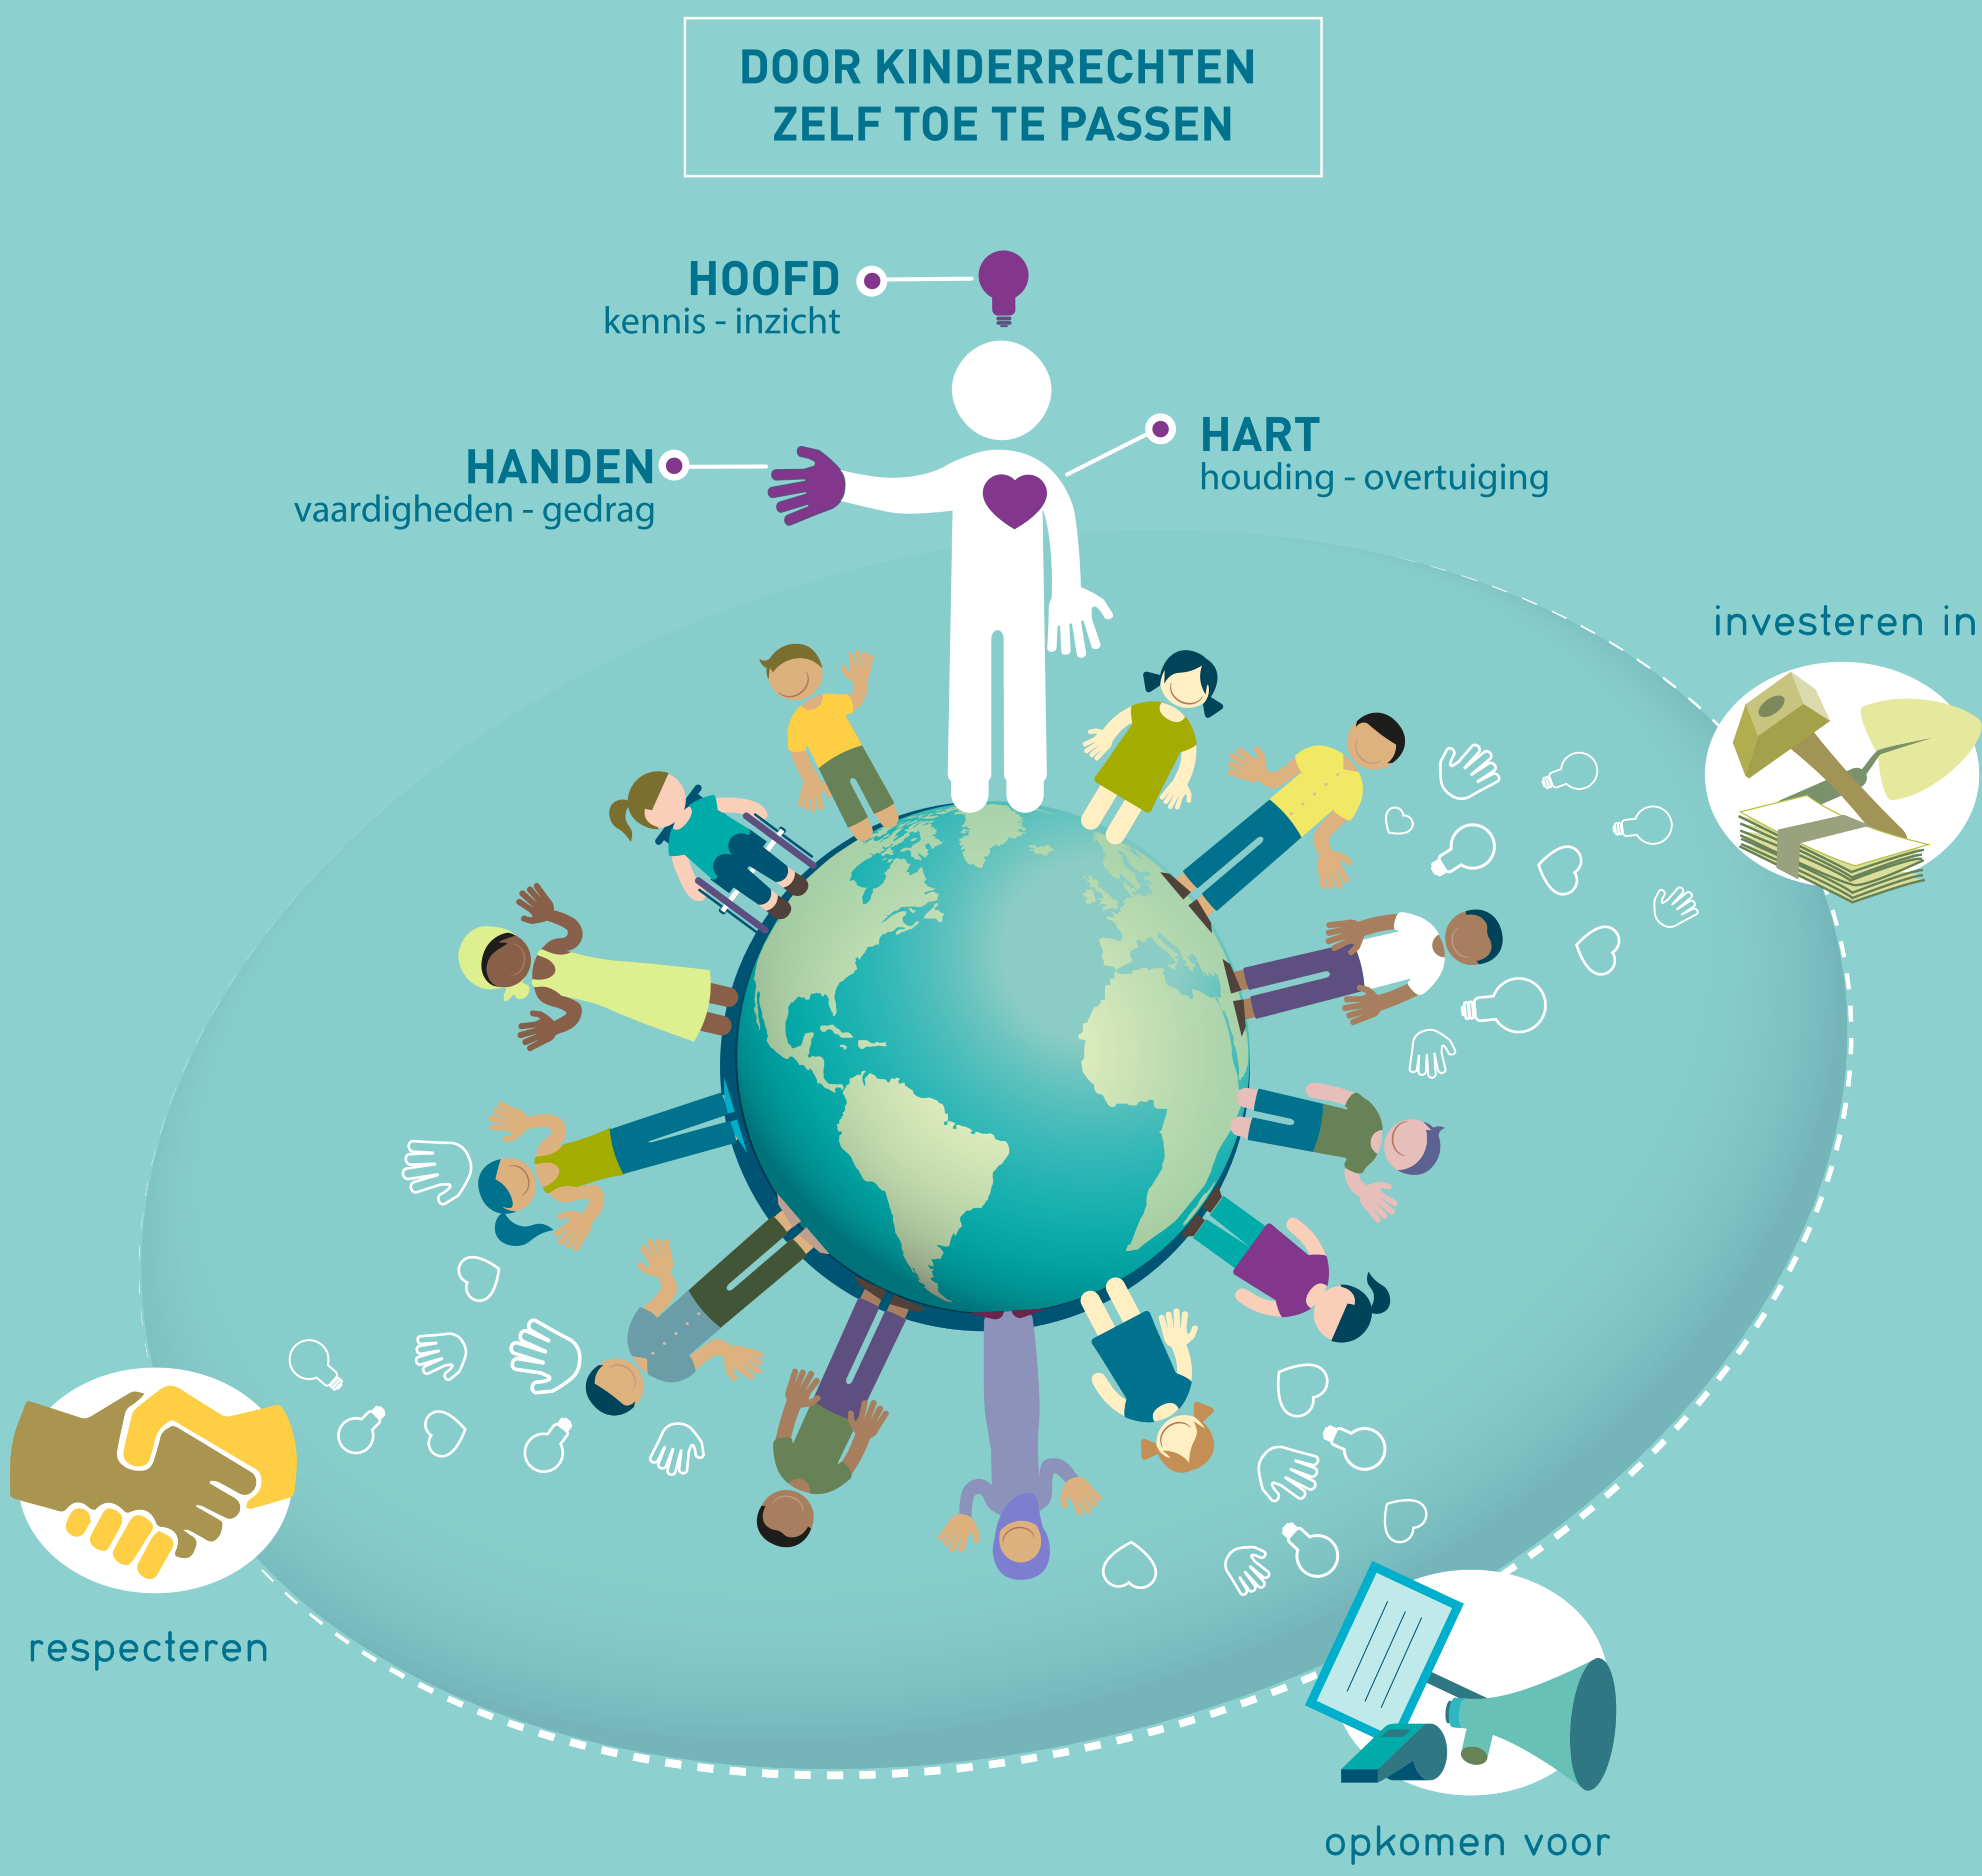 DOOR KINDERRECHTEN
ZELF TOE TE PASSEN
HOOFD
kennis - inzicht
HART
houding - overtuiging
HANDEN
vaardigheden - gedrag
investeren in
respecteren
opkomen voor